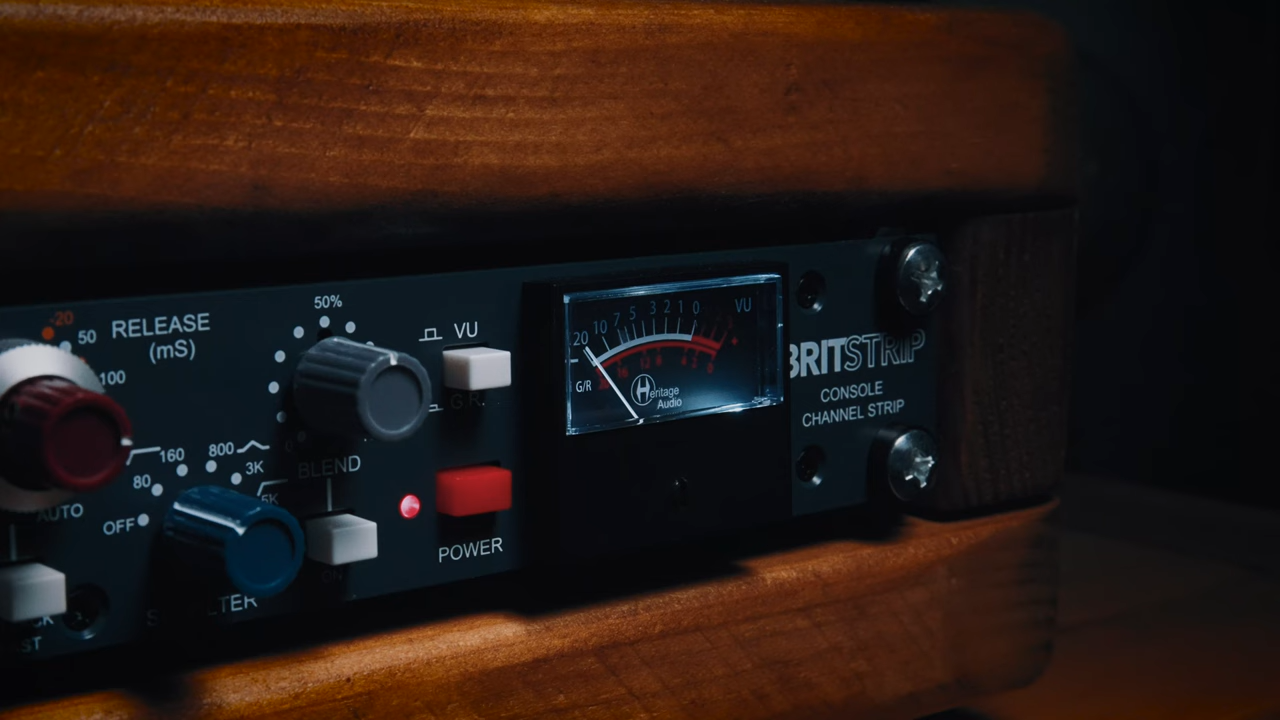 -20
50
RELEASE
(mS)
100
160
80
OFF
AUTO
50%
BLEND
800
3K
5K
VU
G.R.
POWER
20 10 7 5 3 2 1 0 VU
+
G/R
Heritage
Audio
BRITSTRIP
CONSOLE
CHANNEL STRIP